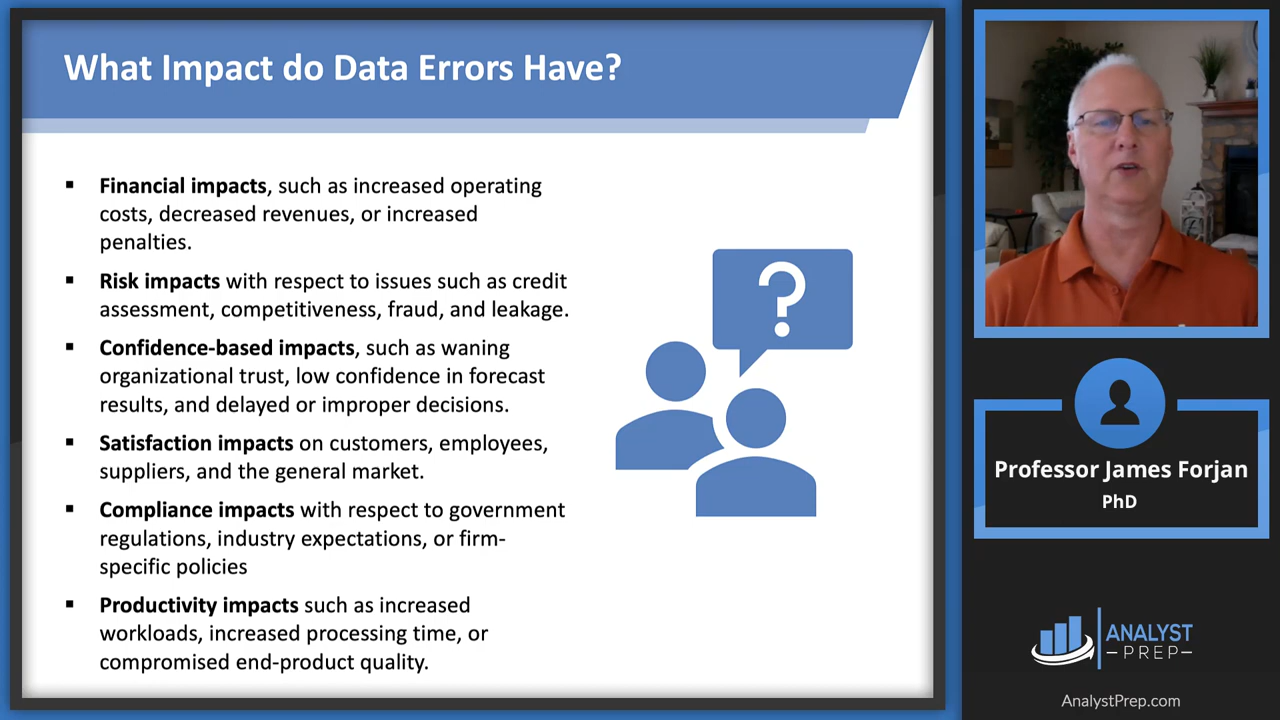 What Impact do Data Errors Have?
▪ Financial impacts, such as increased operating
costs, decreased revenues, or increased
penalties.
▪ Risk impacts with respect to issues such as credit
assessment, competitiveness, fraud, and leakage.
▪ Confidence-based impacts, such as waning
organizational trust, low confidence in forecast
results, and delayed or improper decisions.
▪ Satisfaction impacts on customers, employees,
suppliers, and the general market.
▪ Compliance impacts with respect to government
regulations, industry expectations, or firm-
specific policies
▪ Productivity impacts such as increased
workloads, increased processing time, or
compromised end-product quality.
?
Professor James Forjan
PhD
ANALYST
–PREP–
AnalystPrep.com